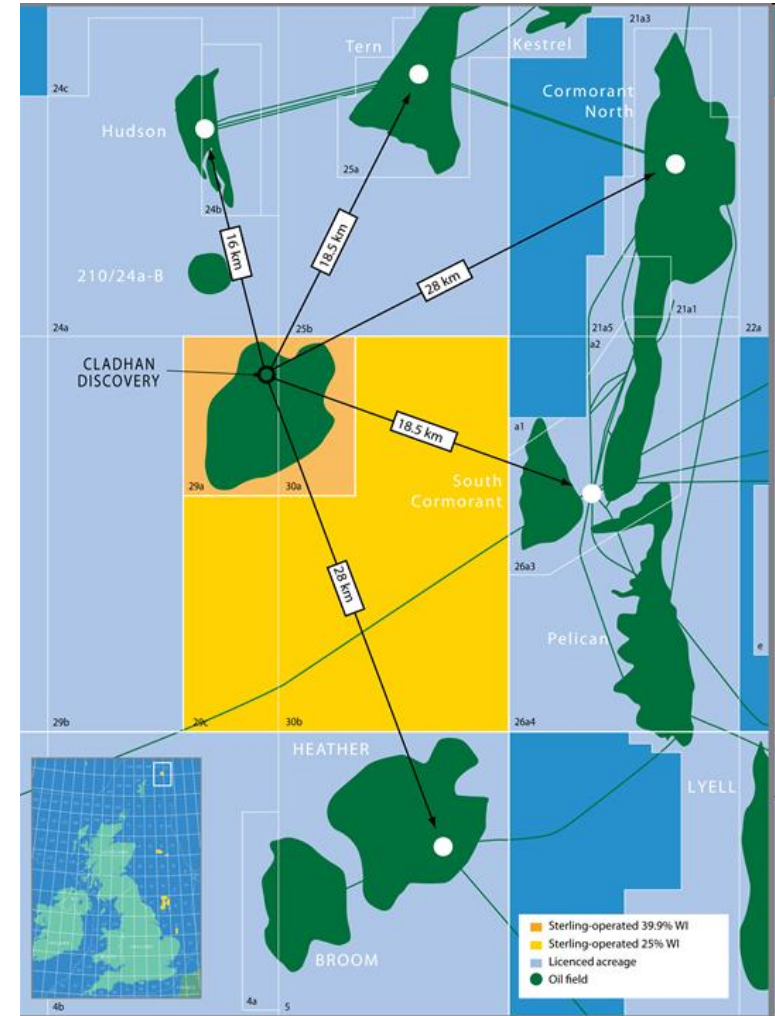 21a3
Tern
Kestrel
24c
Cormorant
North
Hudson
25a
24b
16 km
18.5 km
28 km
210/24a-B
21a1
24a
25b
21a5
22a
a2
CLADHAN
DISCOVERY
18.5 km
a1
29a
30a
South
Cormorant
26a3
28 km
Pelican
e
29b
29c
30b
26a4
HEATHER
LYELL
BROOM
Sterling-operated 39.9% WI
Sterling-operated 25% WI
Licenced acreage
Oil field
4b
4a
5